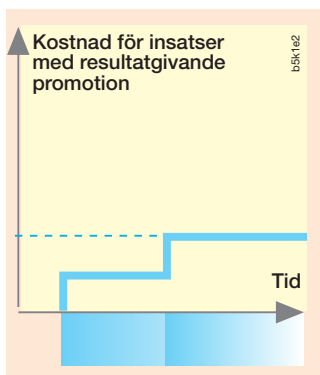 Kostnad för insatser
med resultatgivande
promotion
b5k1e2
Tid